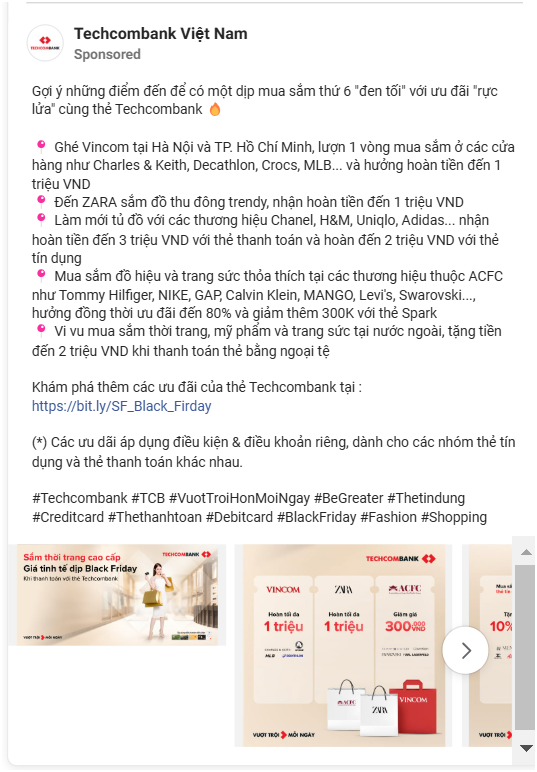 Techcombank Việt Nam
Sponsored
Gợi ý những điểm đến để có một dịp mua sắm thứ 6 "đen tối" với ưu đãi "rực
lửa" cùng thẻ Techcombank 🔥
📍 Ghé Vincom tại Hà Nội và TP. Hồ Chí Minh, lượn 1 vòng mua sắm ở các cửa
hàng như Charles & Keith, Decathlon, Crocs, MLB... và hưởng hoàn tiền đến 1
triệu VND
📍 Đến ZARA sắm đồ thu đông trendy, nhận hoàn tiền đến 1 triệu VND
📍 Làm mới tủ đồ với các thương hiệu Chanel, H&M, Uniqlo, Adidas... nhận
hoàn tiền đến 3 triệu VND với thẻ thanh toán và hoàn đến 2 triệu VND với thẻ
tín dụng
📍 Mua sắm đồ hiệu và trang sức thỏa thích tại các thương hiệu thuộc ACFC
như Tommy Hilfiger, NIKE, GAP, Calvin Klein, MANGO, Levi's, Swarovski...,
hưởng đồng thời ưu đãi đến 80% và giảm thêm 300K với thẻ Spark
📍 Vi vu mua sắm thời trang, mỹ phẩm và trang sức tại nước ngoài, tặng tiền
đến 2 triệu VND khi thanh toán thẻ bằng ngoại tệ
Khám phá thêm các ưu đãi của thẻ Techcombank tại :
https://bit.ly/SF_Black_Firday
(*) Các ưu đãi áp dụng điều kiện & điều khoản riêng, dành cho các nhóm thẻ tín
dụng và thẻ thanh toán khác nhau.
#Techcombank #TCB #VuotTroiHonMoiNgay #BeGreater #Thetindung
#Creditcard #Thethanhtoan #Debitcard #BlackFriday #Fashion #Shopping
TECHCOMBANK
Sắm thời trang cao cấp
Giá tinh tế dịp Black Friday
Khi thanh toán với thẻ Techcombank
VƯỢT TRỘI MỖI NGÀY
TECHCOMBANK
VINCOM ZARA ACFC
Hoàn tối đa Hoàn tối đa Giảm giá
1 triệu 1 triệu 300.000 VND
MLB
ACFC ZARA VINCOM
VƯỢT TRỘI MỖI NGÀY
Mua sắ
10%
VƯỢT TRỘI